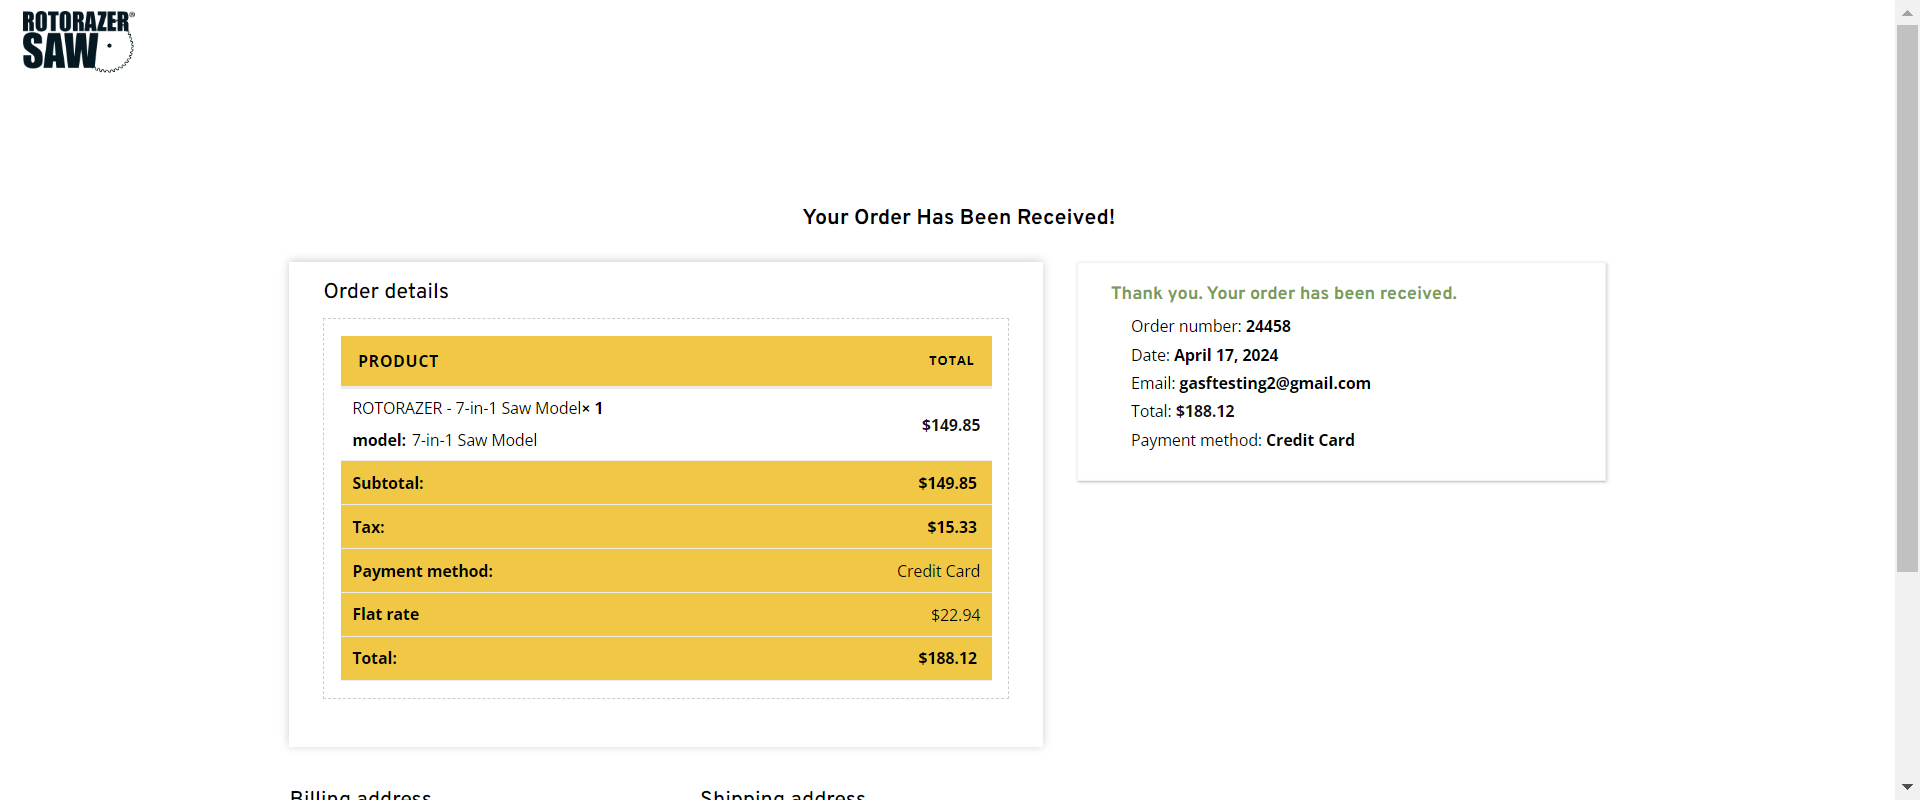 ROTORAZER®
SAW
Your Order Has Been Received!
Order details
PRODUCT TOTAL
ROTORAZER - 7-in-1 Saw Model× 1
model: 7-in-1 Saw Model
$149.85
Subtotal: $149.85
Tax: $15.33
Payment method: Credit Card
Flat rate $22.94
Total: $188.12
Thank you. Your order has been received.
Order number: 24458
Date: April 17, 2024
Email: gasftesting2@gmail.com
Total: $188.12
Payment method: Credit Card
Billing address Shipping address